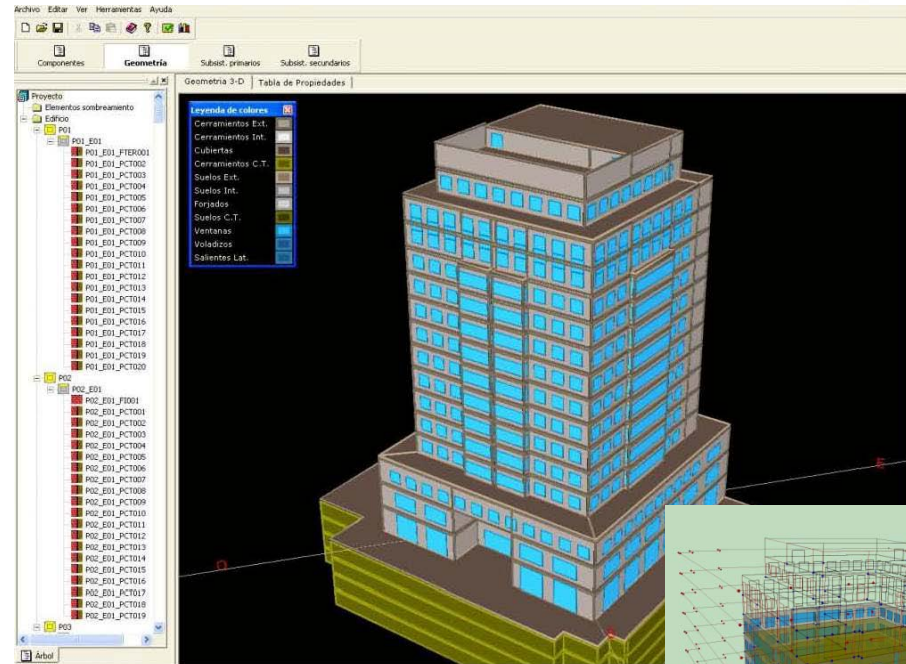 Archivo Editar Ver Herramientas Ayuda
Componentes Geometría Subsist. primarios Subsist. secundarios
Geometria 3-D Tabla de Propiedades
Proyecto
Elementos sombreamiento
Edificio
P01
P01_E01
P01_E01_FTER001
P01_E01_PCT002
P01_E01_PCT003
P01_E01_PCT004
P01_E01_PCT005
P01_E01_PCT006
P01_E01_PCT007
P01_E01_PCT008
P01_E01_PCT009
P01_E01_PCT010
P01_E01_PCT011
P01_E01_PCT012
P01_E01_PCT013
P01_E01_PCT014
P01_E01_PCT015
P01_E01_PCT016
P01_E01_PCT017
P01_E01_PCT018
P01_E01_PCT019
P01_E01_PCT020
P02
P02_E01
P02_E01_FI001
P02_E01_PCT001
P02_E01_PCT002
P02_E01_PCT003
P02_E01_PCT004
P02_E01_PCT005
P02_E01_PCT006
P02_E01_PCT007
P02_E01_PCT008
P02_E01_PCT009
P02_E01_PCT010
P02_E01_PCT011
P02_E01_PCT012
P02_E01_PCT013
P02_E01_PCT014
P02_E01_PCT015
P02_E01_PCT016
P02_E01_PCT017
P02_E01_PCT018
P02_E01_PCT019
P03
Árbol
Leyenda de colores
Cerramientos Ext.
Cerramientos Int.
Cubiertas
Cerramientos C.T.
Suelos Ext.
Suelos Int.
Forjados
Suelos C.T.
Ventanas
Voladizos
Salientes Lat.
E
O